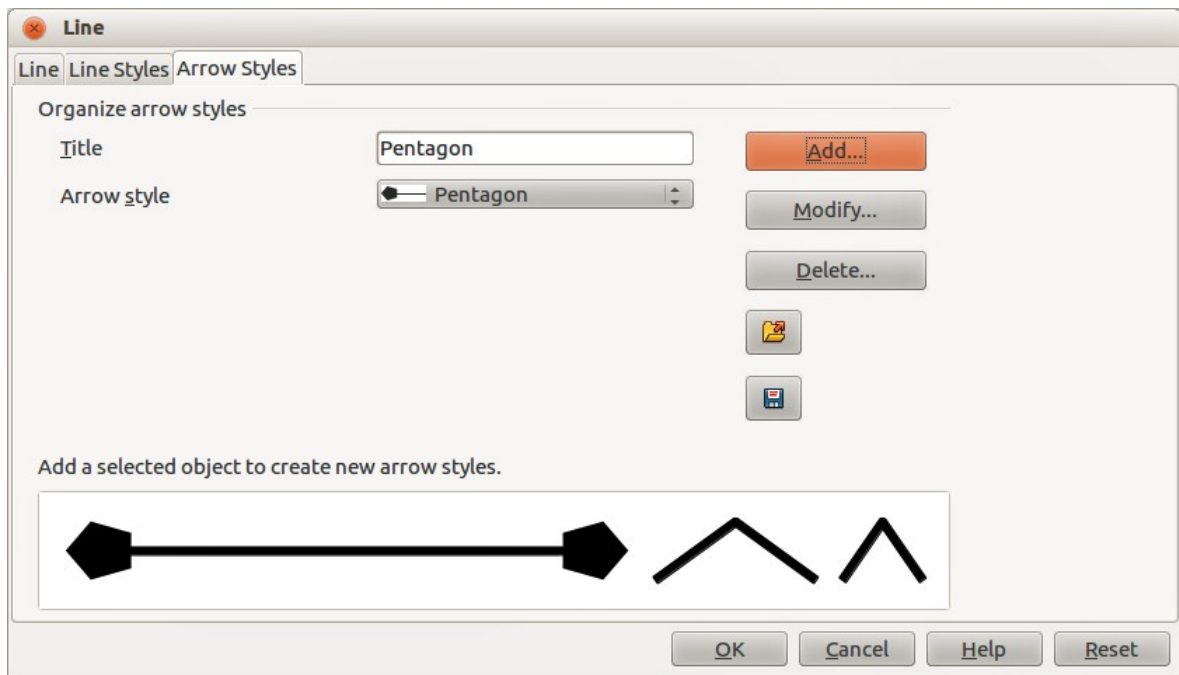 Line
Line Line Styles Arrow Styles
Organize arrow styles
Title Pentagon Add...
Arrow style Pentagon
Modify...
Delete...
Add a selected object to create new arrow styles.
OK Cancel Help Reset